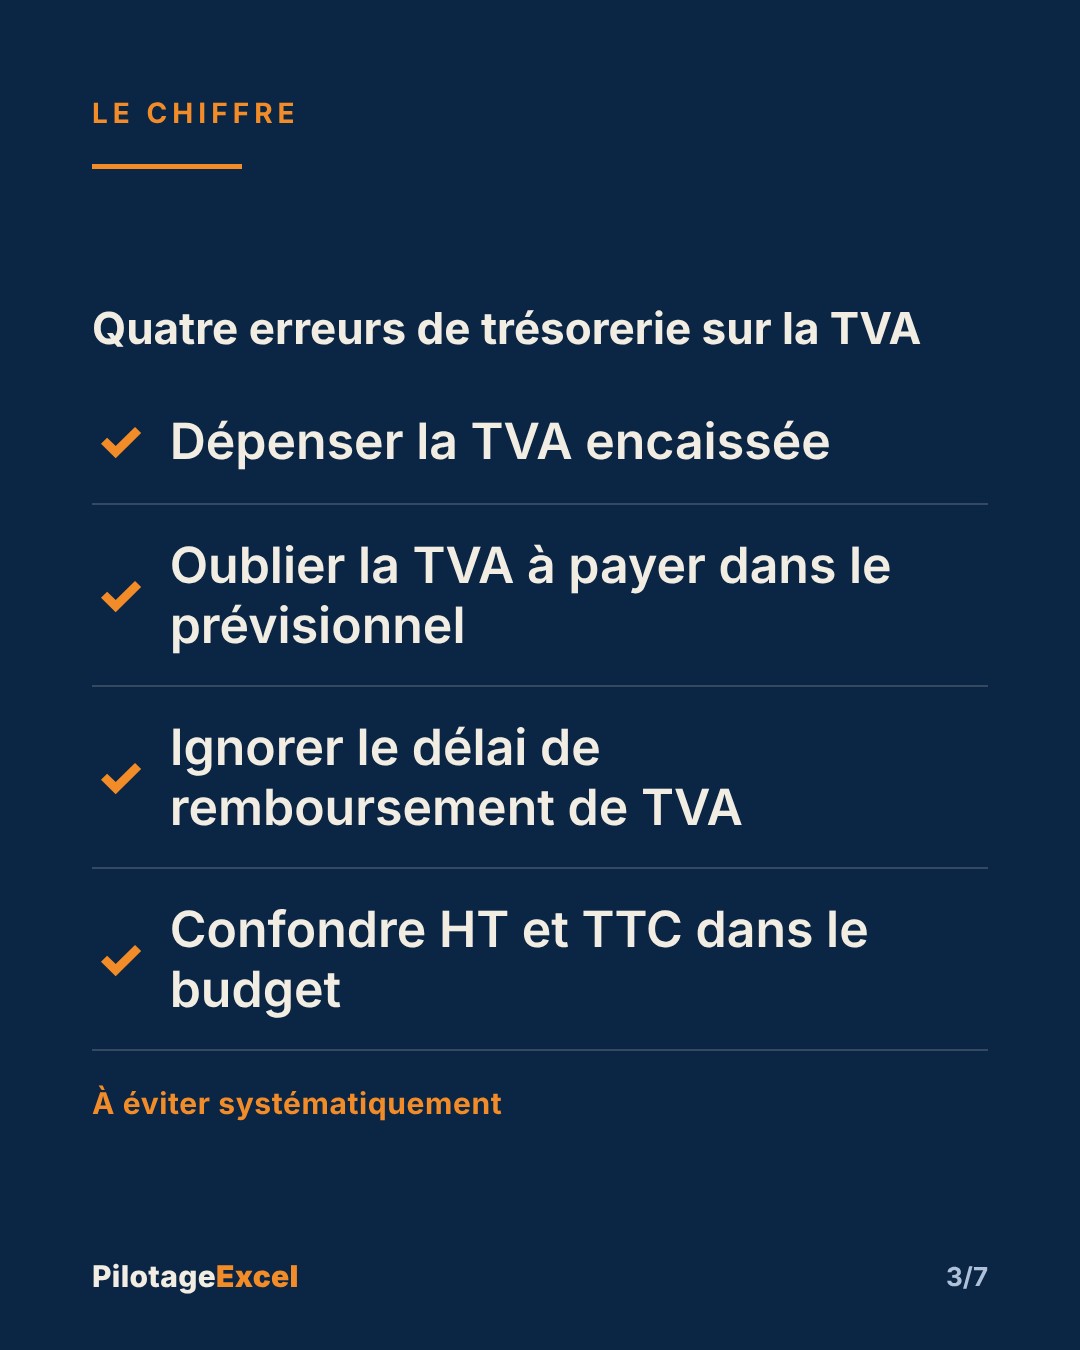 LE CHIFFRE
Quatre erreurs de trésorerie sur la TVA
Dépenser la TVA encaissée
Oublier la TVA à payer dans le
prévisionnel
Ignorer le délai de
remboursement de TVA
Confondre HT et TTC dans le
budget
À éviter systématiquement
PilotageExcel
3/7